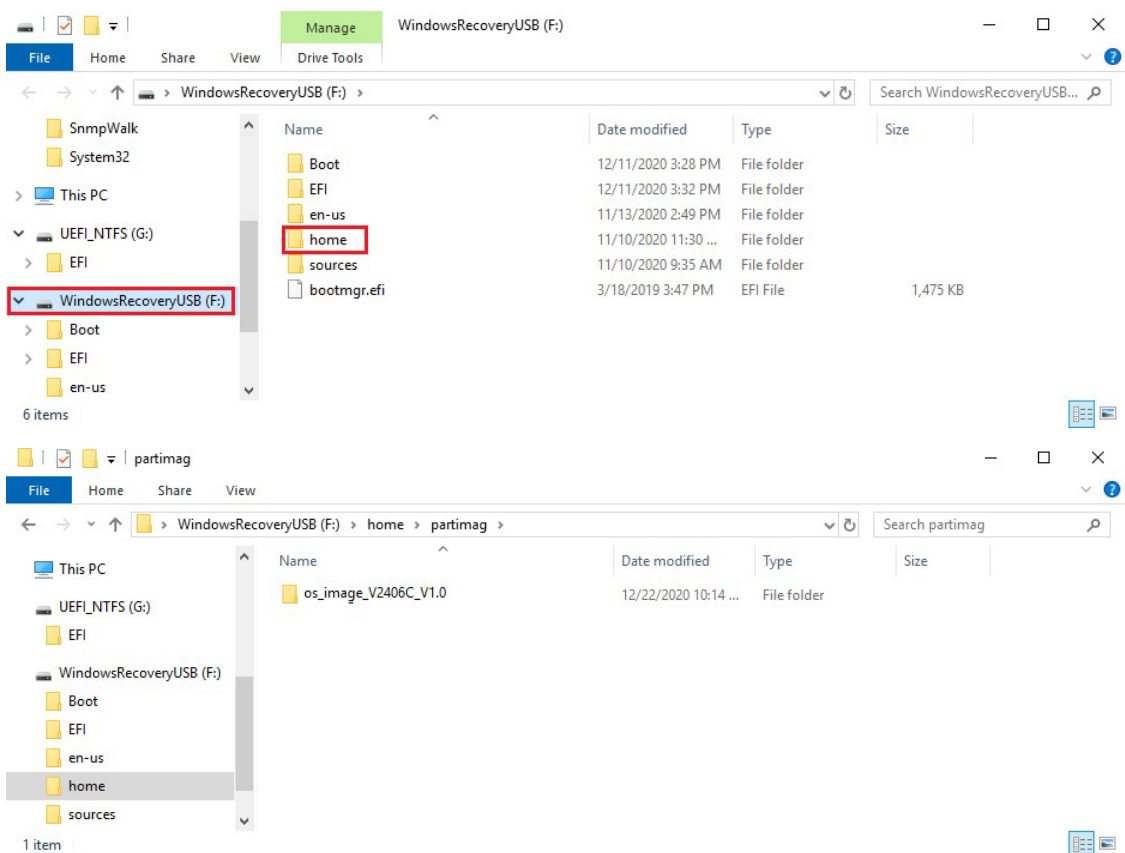 Manage WindowsRecoveryUSB (F:)
File Home Share View Drive Tools
WindowsRecoveryUSB (F:) Search WindowsRecoveryUSB...
SnmpWalk
System32
This PC
UEFI_NTFS (G:)
EFI
WindowsRecoveryUSB (F:)
Boot
EFI
en-us
Name Date modified Type Size
Boot 12/11/2020 3:28 PM File folder
EFI 12/11/2020 3:32 PM File folder
en-us 11/13/2020 2:49 PM File folder
home 11/10/2020 11:30 ... File folder
sources 11/10/2020 9:35 AM File folder
bootmgr.efi 3/18/2019 3:47 PM EFI File 1,475 KB
6 items
partimag
File Home Share View
WindowsRecoveryUSB (F:) home partimag Search partimag
This PC
UEFI_NTFS (G:)
EFI
WindowsRecoveryUSB (F:)
Boot
EFI
en-us
home
sources
Name Date modified Type Size
os_image_V2406C_V1.0 12/22/2020 10:14 ... File folder
1 item